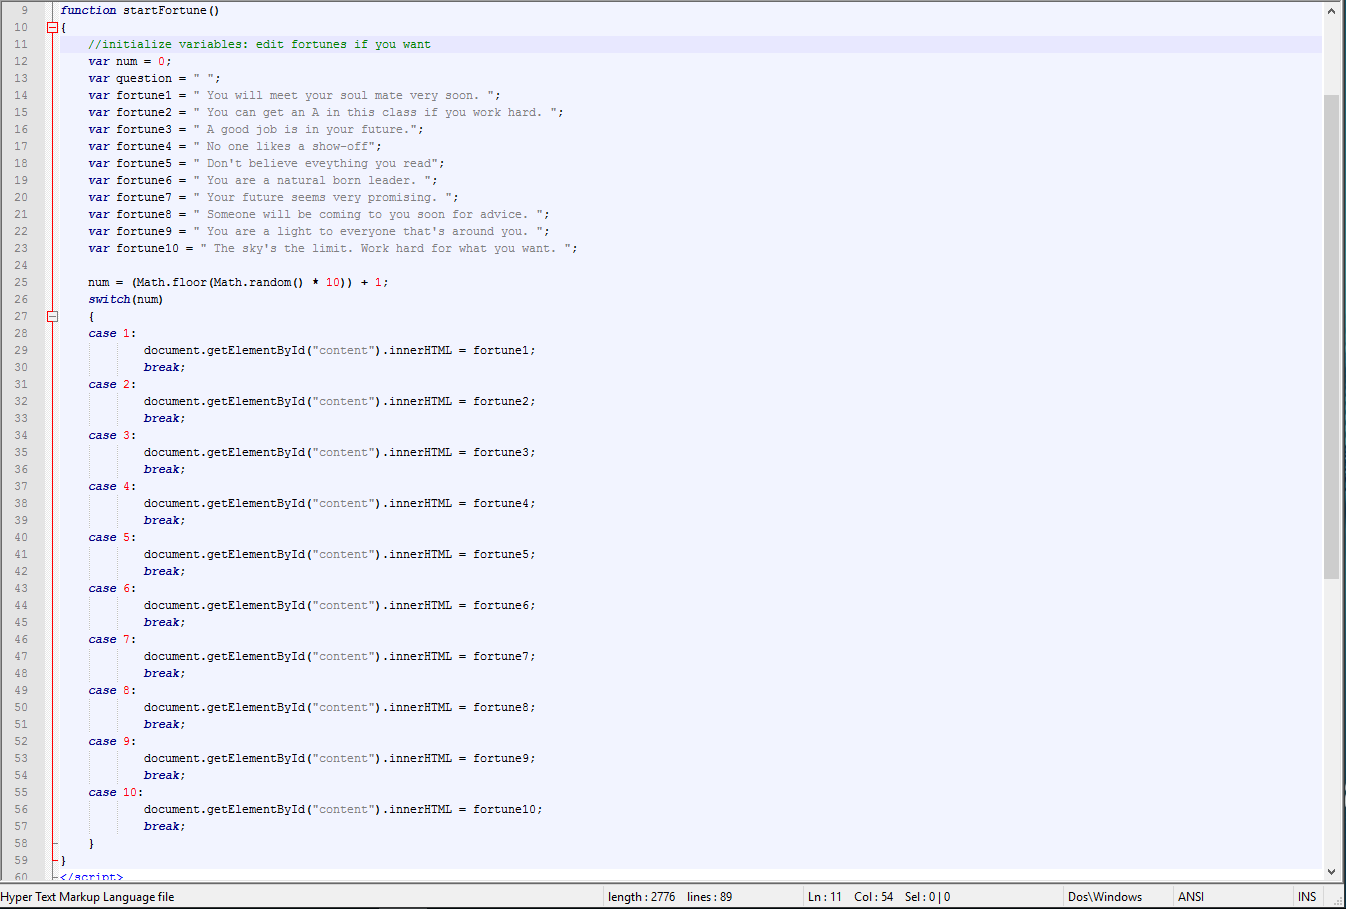 9 function startFortune()
10 {
11 //initialize variables: edit fortunes if you want
12 var num = 0;
13 var question = " ";
14 var fortune1 = " You will meet your soul mate very soon. ";
15 var fortune2 = " You can get an A in this class if you work hard. ";
16 var fortune3 = " A good job is in your future.";
17 var fortune4 = " No one likes a show-off";
18 var fortune5 = " Don't believe eveything you read";
19 var fortune6 = " You are a natural born leader. ";
20 var fortune7 = " Your future seems very promising. ";
21 var fortune8 = " Someone will be coming to you soon for advice. ";
22 var fortune9 = " You are a light to everyone that's around you. ";
23 var fortune10 = " The sky's the limit. Work hard for what you want. ";
24
25 num = (Math.floor(Math.random() * 10)) + 1;
26 switch(num)
27 {
28 case 1:
29 document.getElementById("content").innerHTML = fortune1;
30 break;
31 case 2:
32 document.getElementById("content").innerHTML = fortune2;
33 break;
34 case 3:
35 document.getElementById("content").innerHTML = fortune3;
36 break;
37 case 4:
38 document.getElementById("content").innerHTML = fortune4;
39 break;
40 case 5:
41 document.getElementById("content").innerHTML = fortune5;
42 break;
43 case 6:
44 document.getElementById("content").innerHTML = fortune6;
45 break;
46 case 7:
47 document.getElementById("content").innerHTML = fortune7;
48 break;
49 case 8:
50 document.getElementById("content").innerHTML = fortune8;
51 break;
52 case 9:
53 document.getElementById("content").innerHTML = fortune9;
54 break;
55 case 10:
56 document.getElementById("content").innerHTML = fortune10;
57 break;
58 }
59 }
60 </script>
Hyper Text Markup Language file length : 2776 lines : 89 Ln : 11 Col : 54 Sel : 0 | 0 Dos\Windows ANSI INS